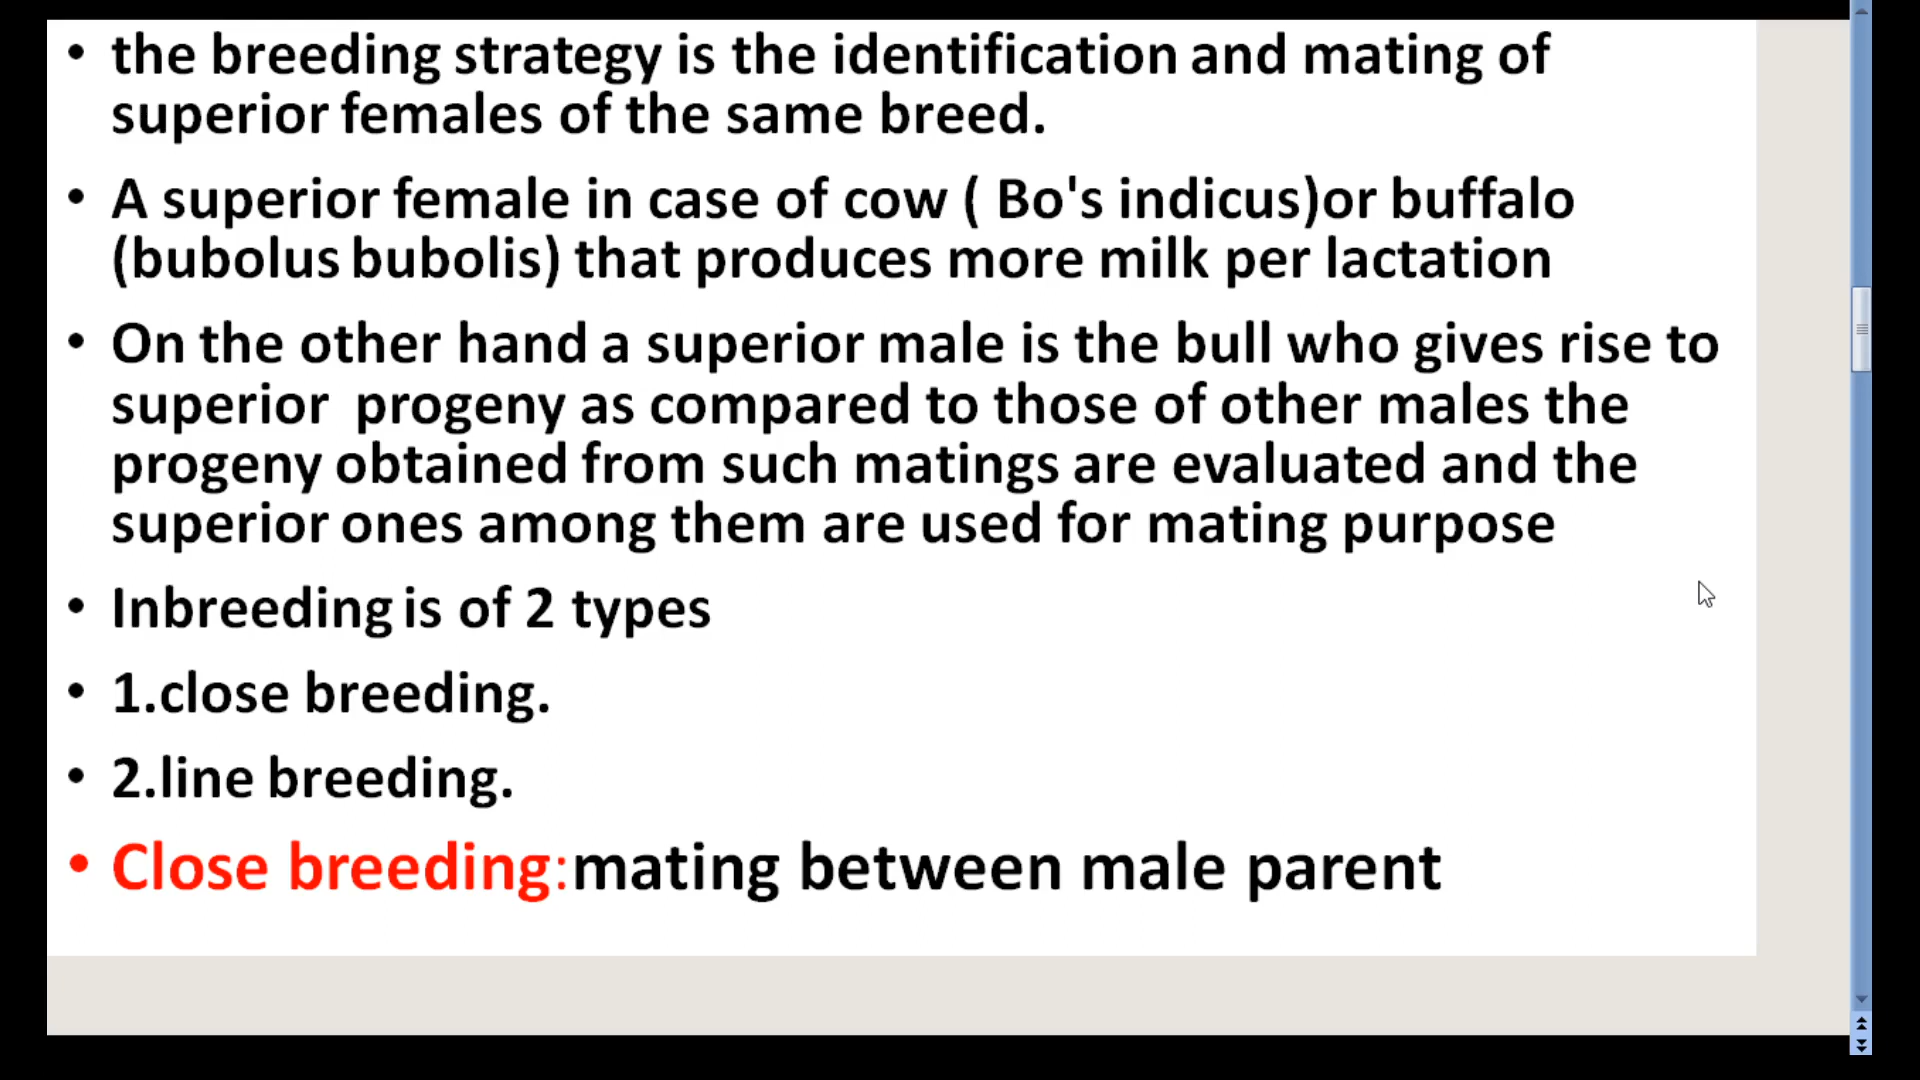 • the breeding strategy is the identification and mating of
superior females of the same breed.
• A superior female in case of cow ( Bo's indicus)or buffalo
(bubolus bubolis) that produces more milk per lactation
• On the other hand a superior male is the bull who gives rise to
superior progeny as compared to those of other males the
progeny obtained from such matings are evaluated and the
superior ones among them are used for mating purpose
• Inbreeding is of 2 types
• 1.close breeding.
• 2.line breeding.
• Close breeding:mating between male parent